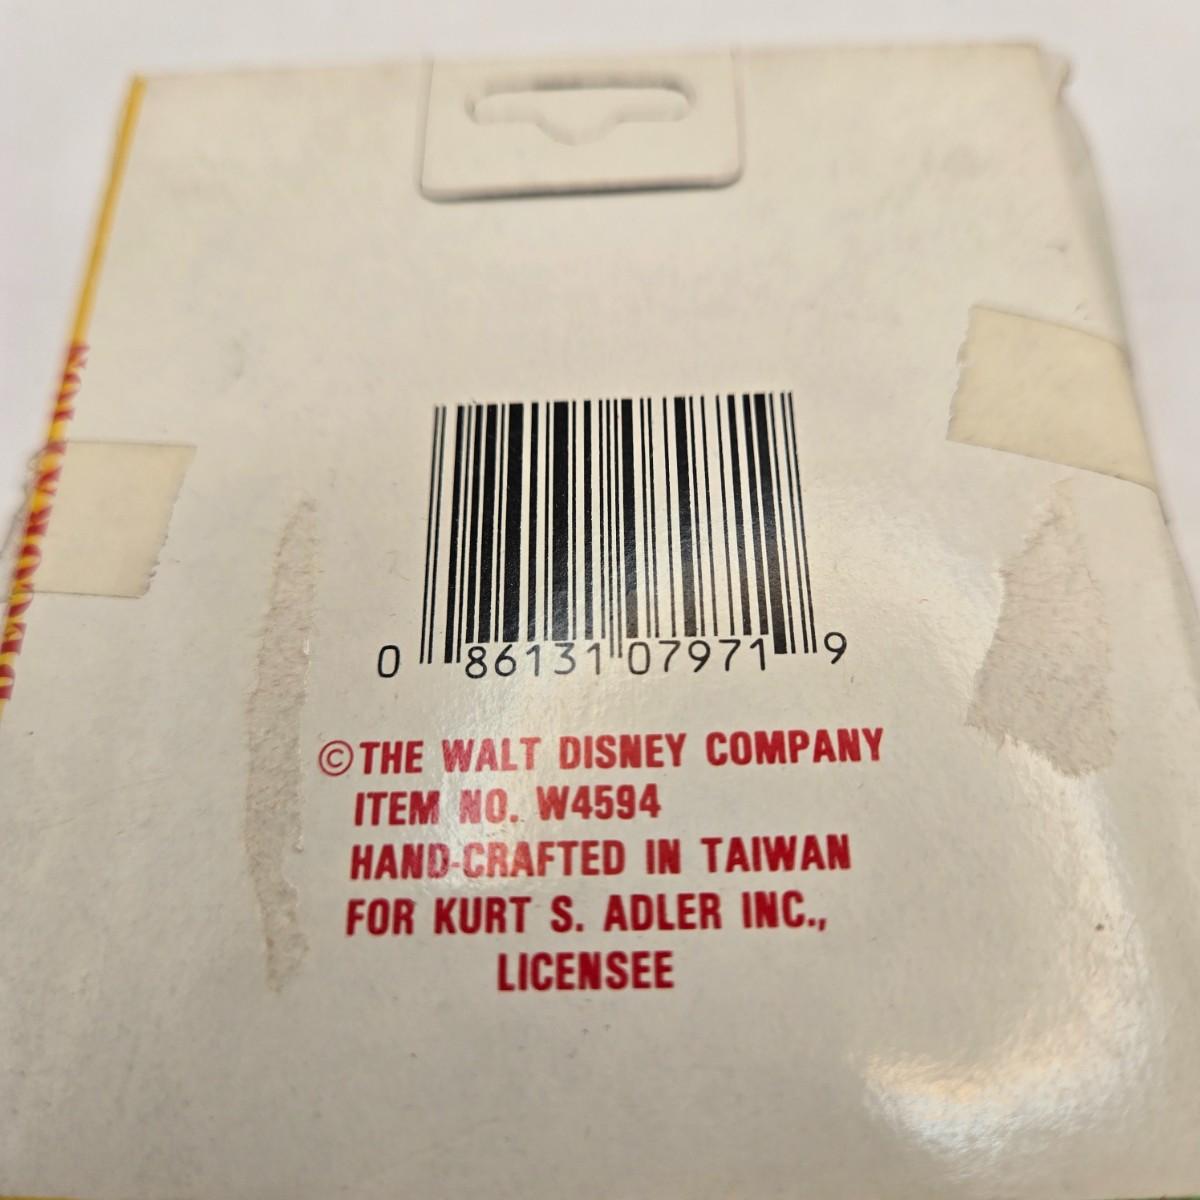 DECORATION
0 86131 07971 9
©THE WALT DISNEY COMPANY
ITEM NO. W4594
HAND-CRAFTED IN TAIWAN
FOR KURT S. ADLER INC.,
LICENSEE